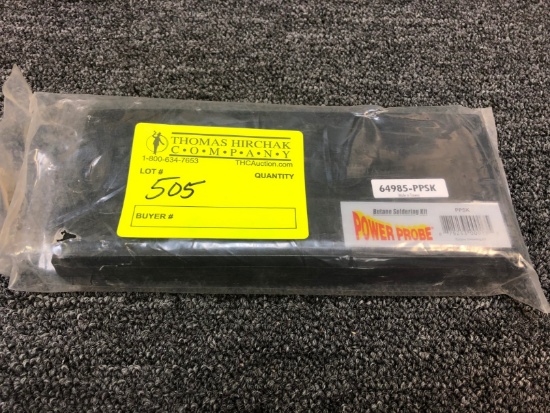 THOMAS HIRCHAK
C·O·M·P·A·N·Y
1-800-634-7653
THCAuction.com
LOT #
QUANTITY
505
BUYER #
64985-PPSK
Butane Soldering Kit
POWER PROBE